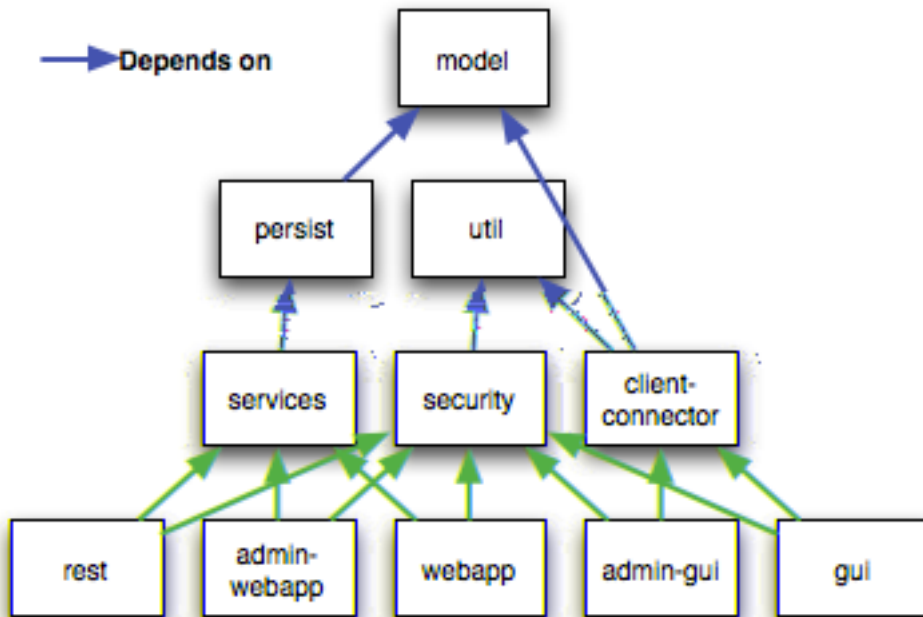 Depends on
model
persist
util
services
security
client-
connector
rest
admin-
webapp
webapp
admin-gui
gui